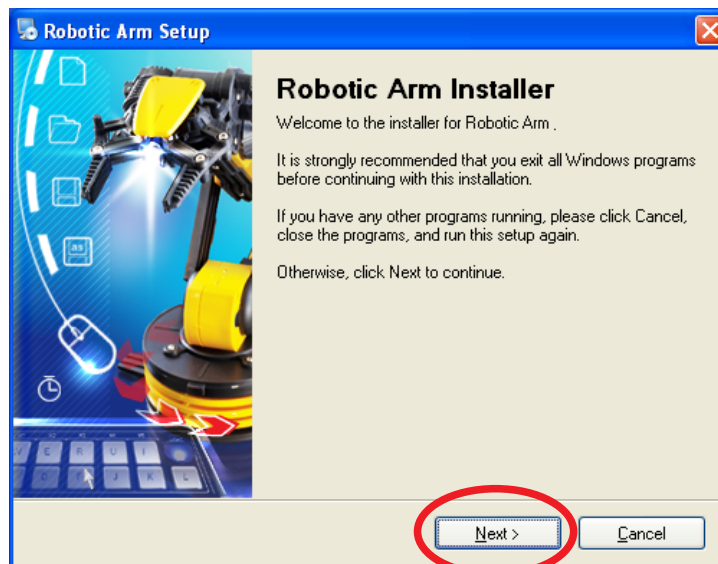 Robotic Arm Setup
Robotic Arm Installer
Welcome to the installer for Robotic Arm .
It is strongly recommended that you exit all Windows programs
before continuing with this installation.
If you have any other programs running, please click Cancel,
close the programs, and run this setup again.
Otherwise, click Next to continue.
as
E R U I
J K L
Next >
Cancel